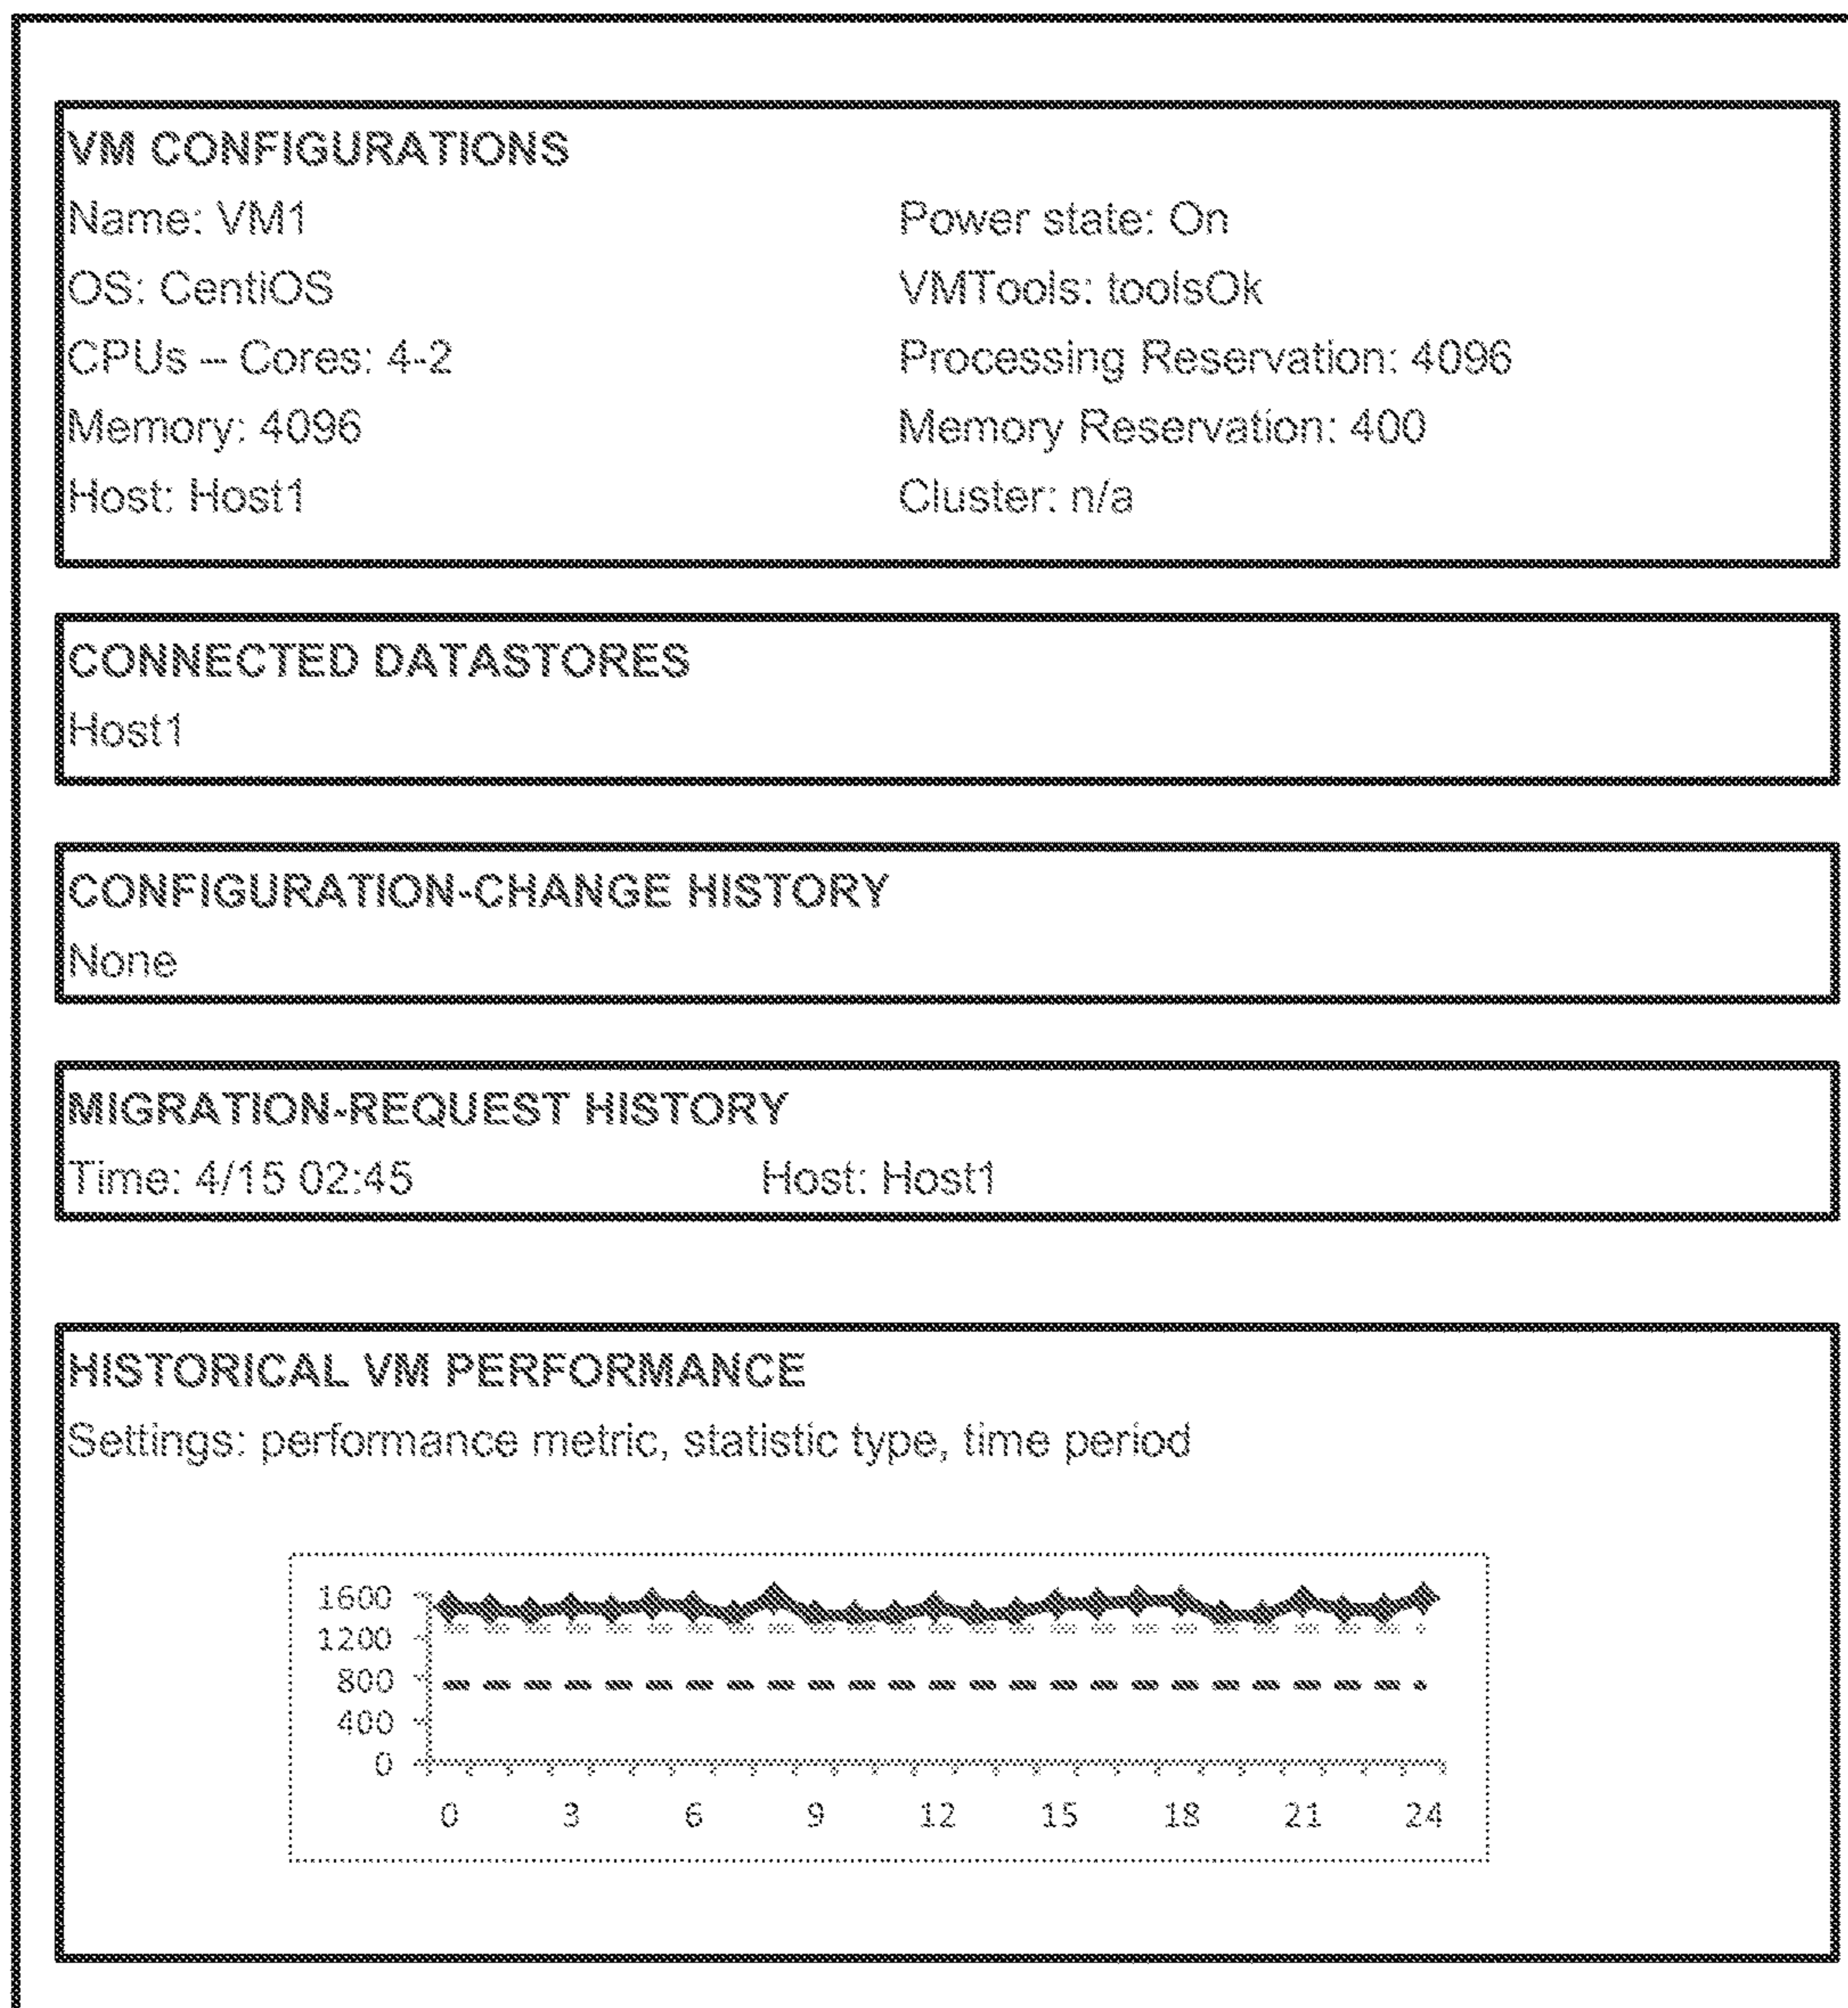 VM CONFIGURATIONS
Name: VM1 Power state: On
OS: CentiOS VMTools: toolsOk
CPUs – Cores: 4-2 Processing Reservation: 4096
Memory: 4096 Memory Reservation: 400
Host: Host1 Cluster: n/a
CONNECTED DATASTORES
Host1
CONFIGURATION-CHANGE HISTORY
None
MIGRATION-REQUEST HISTORY
Time: 4/15 02:45 Host: Host1
HISTORICAL VM PERFORMANCE
Settings: performance metric, statistic type, time period
1600
1200
800
400
0
0 3 6 9 12 15 18 21 24